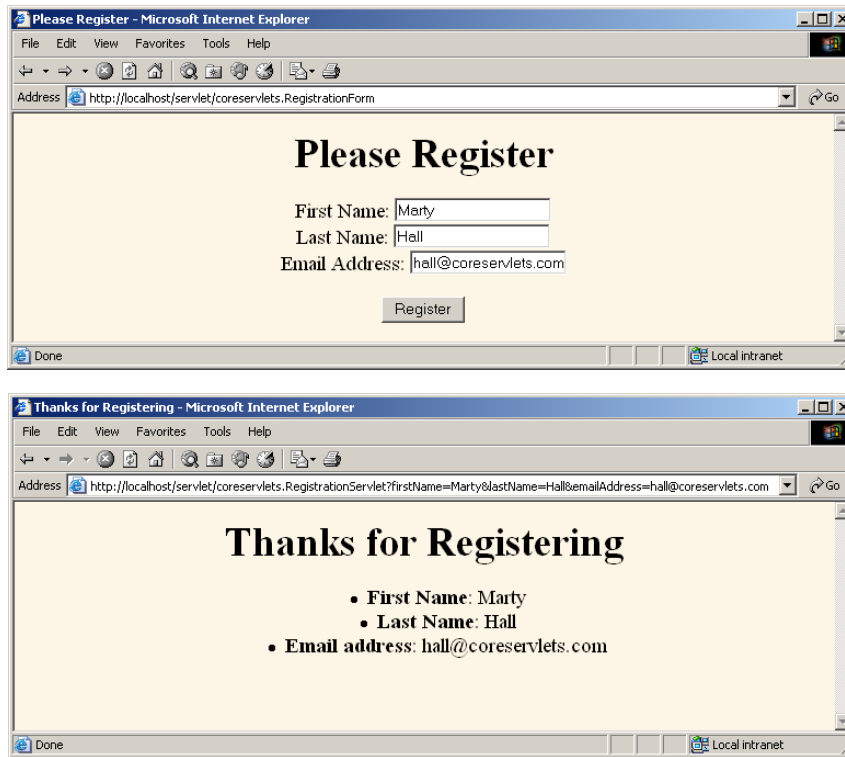 Please Register - Microsoft Internet Explorer
File Edit View Favorites Tools Help
Address http://localhost/servlet/coreservlets.RegistrationForm Go
Please Register
First Name: Marty
Last Name: Hall
Email Address: hall@coreservlets.com
Register
Done Local intranet
Thanks for Registering - Microsoft Internet Explorer
File Edit View Favorites Tools Help
Address http://localhost/servlet/coreservlets.RegistrationServlet?firstName=Marty&lastName=Hall&emailAddress=hall@coreservlets.com Go
Thanks for Registering
• First Name: Marty
• Last Name: Hall
• Email address: hall@coreservlets.com
Done Local intranet